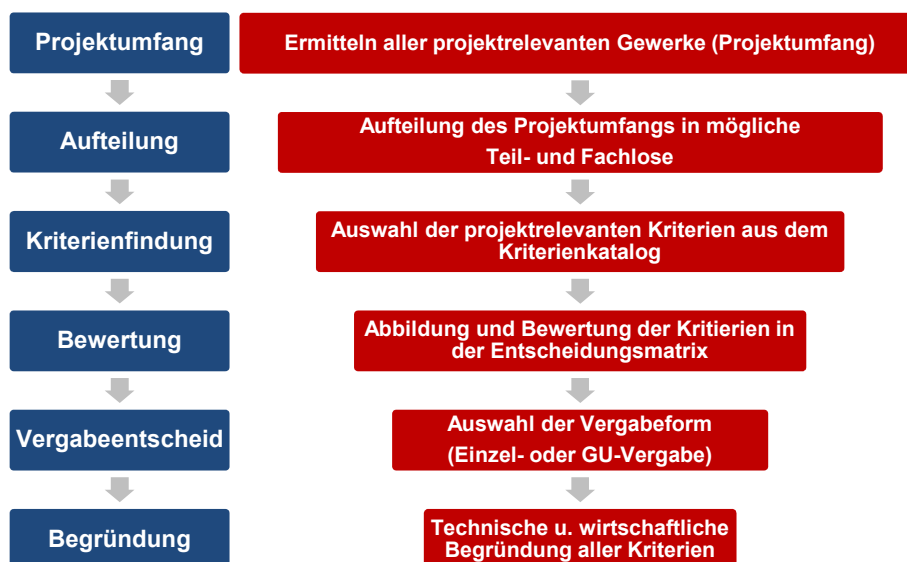 Projektumfang
Ermitteln aller projektrelevanten Gewerke (Projektumfang)
Aufteilung
Aufteilung des Projektumfangs in mögliche
Teil- und Fachlose
Kriterienfindung
Auswahl der projektrelevanten Kriterien aus dem
Kriterienkatalog
Bewertung
Abbildung und Bewertung der Kritierien in
der Entscheidungsmatrix
Vergabeentscheid
Auswahl der Vergabeform
(Einzel- oder GU-Vergabe)
Begründung
Technische u. wirtschaftliche
Begründung aller Kriterien